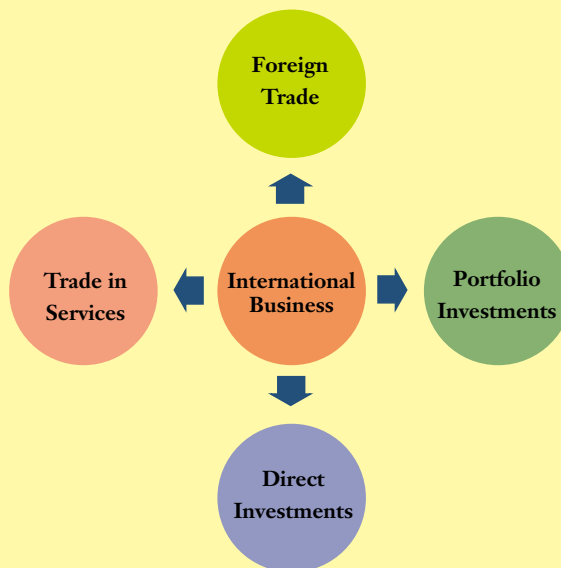 Foreign
Trade
Trade in
Services
International
Business
Portfolio
Investments
Direct
Investments